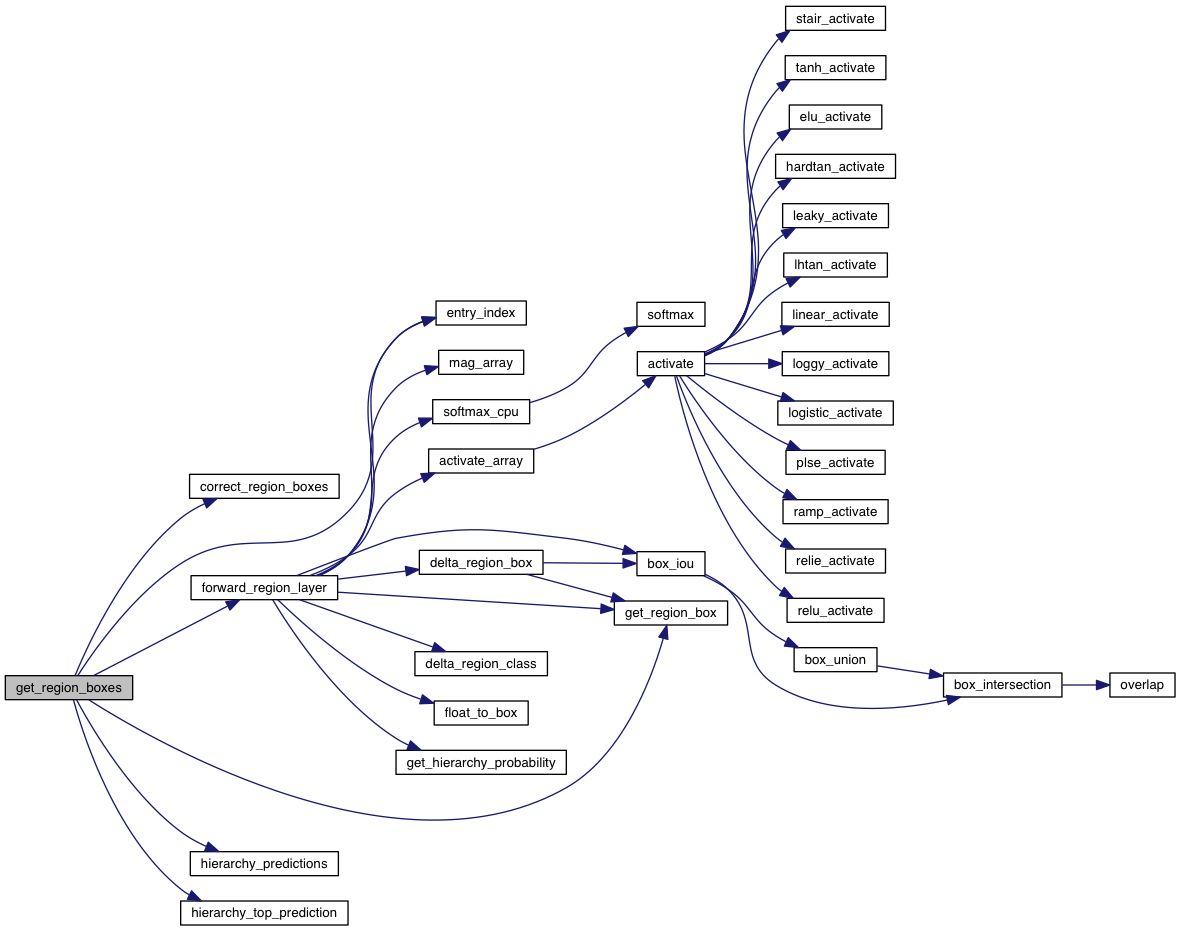 stair_activate
tanh_activate
elu_activate
hardtan_activate
leaky_activate
lhtan_activate
entry_index
softmax
linear_activate
mag_array
activate
loggy_activate
softmax_cpu
logistic_activate
activate_array
plse_activate
correct_region_boxes
ramp_activate
delta_region_box
box_iou
relie_activate
forward_region_layer
get_region_box
relu_activate
delta_region_class
box_union
get_region_boxes
box_intersection
overlap
float_to_box
get_hierarchy_probability
hierarchy_predictions
hierarchy_top_prediction